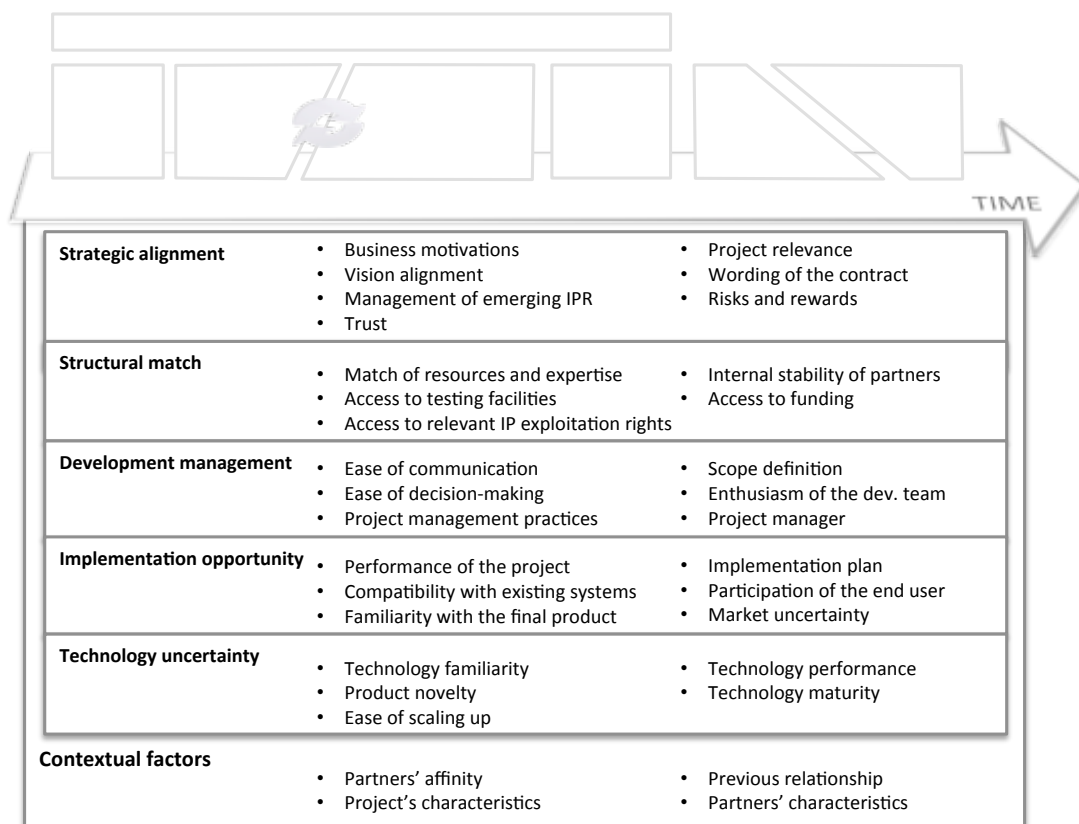 TIME
Strategic alignment
• Business motivations
• Vision alignment
• Management of emerging IPR
• Trust
• Project relevance
• Wording of the contract
• Risks and rewards
Structural match
• Match of resources and expertise
• Access to testing facilities
• Access to relevant IP exploitation rights
• Internal stability of partners
• Access to funding
Development management
• Ease of communication
• Ease of decision-making
• Project management practices
• Scope definition
• Enthusiasm of the dev. team
• Project manager
Implementation opportunity
• Performance of the project
• Compatibility with existing systems
• Familiarity with the final product
• Implementation plan
• Participation of the end user
• Market uncertainty
Technology uncertainty
• Technology familiarity
• Product novelty
• Ease of scaling up
• Technology performance
• Technology maturity
Contextual factors
• Partners’ affinity
• Project’s characteristics
• Previous relationship
• Partners’ characteristics